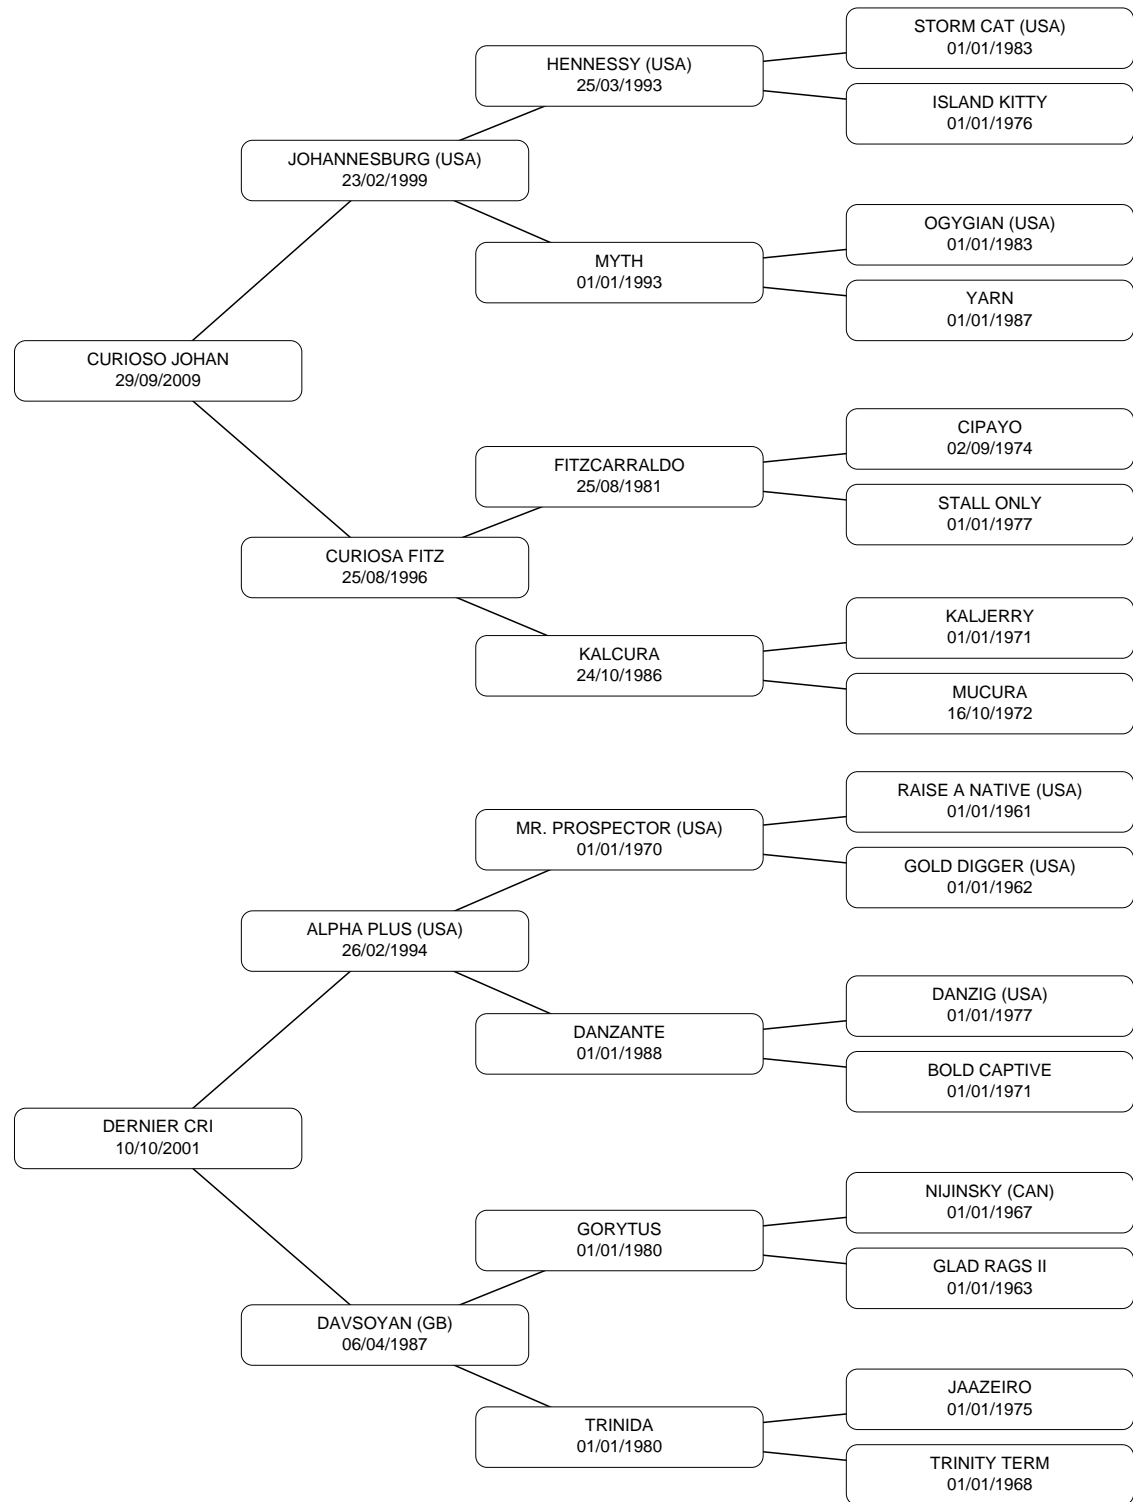 STORM CAT (USA)
01/01/1983
HENNESSY (USA)
25/03/1993
ISLAND KITTY
01/01/1976
JOHANNESBURG (USA)
23/02/1999
OGYGIAN (USA)
01/01/1983
MYTH
01/01/1993
YARN
01/01/1987
CURIOSO JOHAN
29/09/2009
CIPAYO
02/09/1974
FITZCARRALDO
25/08/1981
STALL ONLY
01/01/1977
CURIOSA FITZ
25/08/1996
KALJERRY
01/01/1971
KALCURA
24/10/1986
MUCURA
16/10/1972
RAISE A NATIVE (USA)
01/01/1961
MR. PROSPECTOR (USA)
01/01/1970
GOLD DIGGER (USA)
01/01/1962
ALPHA PLUS (USA)
26/02/1994
DANZIG (USA)
01/01/1977
DANZANTE
01/01/1988
BOLD CAPTIVE
01/01/1971
DERNIER CRI
10/10/2001
NIJINSKY (CAN)
01/01/1967
GORYTUS
01/01/1980
GLAD RAGS II
01/01/1963
DAVSOYAN (GB)
06/04/1987
JAAZEIRO
01/01/1975
TRINIDA
01/01/1980
TRINITY TERM
01/01/1968